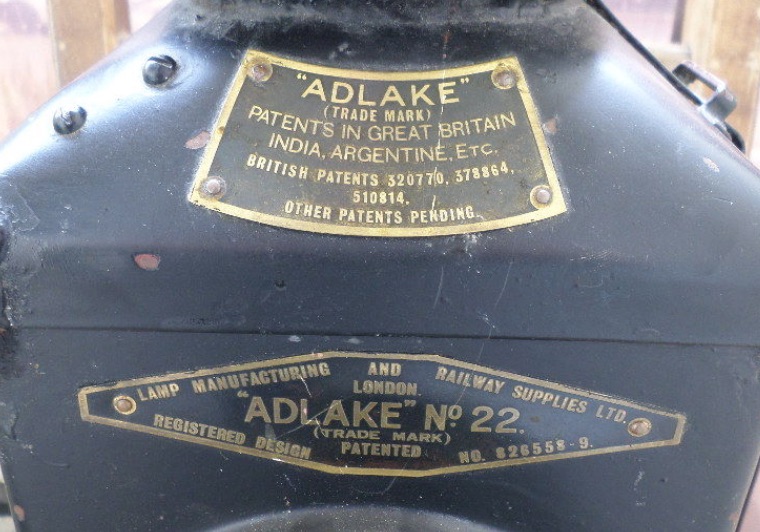 "ADLAKE"
(TRADE MARK)
PATENTS IN GREAT BRITAIN
INDIA, ARGENTINE, ETC.
BRITISH PATENTS 320770, 378864,
510814.
OTHER PATENTS PENDING.
LAMP MANUFACTURING AND RAILWAY SUPPLIES LTD.
LONDON.
"ADLAKE" No 22.
(TRADE MARK)
REGISTERED DESIGN PATENTED NO. 826558-9.